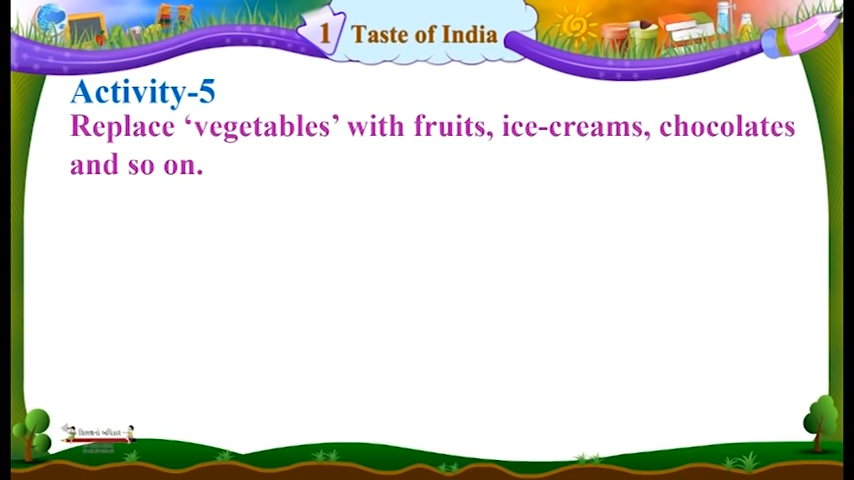 1 Taste of India
Activity-5
Replace ‘vegetables’ with fruits, ice-creams, chocolates
and so on.